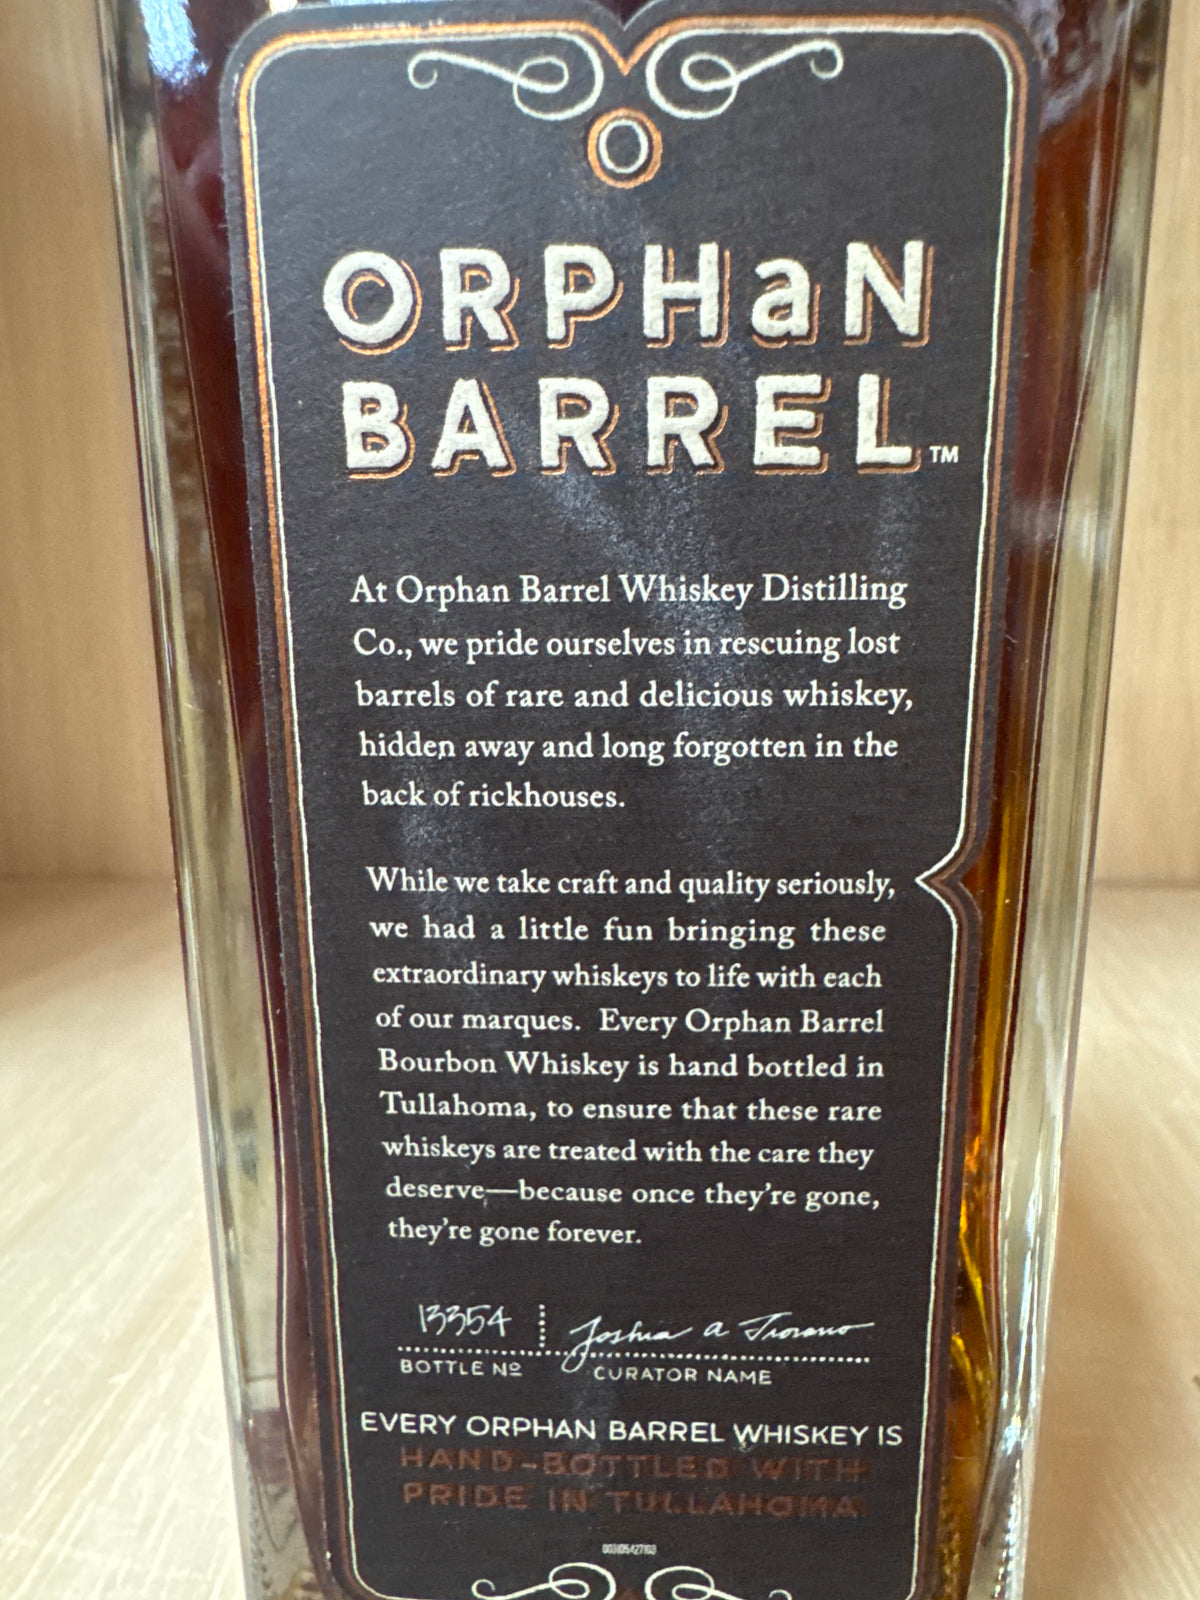 O
ORPHaN
BARREL™
At Orphan Barrel Whiskey Distilling
Co., we pride ourselves in rescuing lost
barrels of rare and delicious whiskey,
hidden away and long forgotten in the
back of rickhouses.
While we take craft and quality seriously,
we had a little fun bringing these
extraordinary whiskeys to life with each
of our marques. Every Orphan Barrel
Bourbon Whiskey is hand bottled in
Tullahoma, to ensure that these rare
whiskeys are treated with the care they
deserve—because once they're gone,
they're gone forever.
13354 Joshua a
BOTTLE Nº CURATOR NAME
EVERY ORPHAN BARREL WHISKEY IS
HAND-BOTTLED WITH
PRIDE IN TULLAHOMA